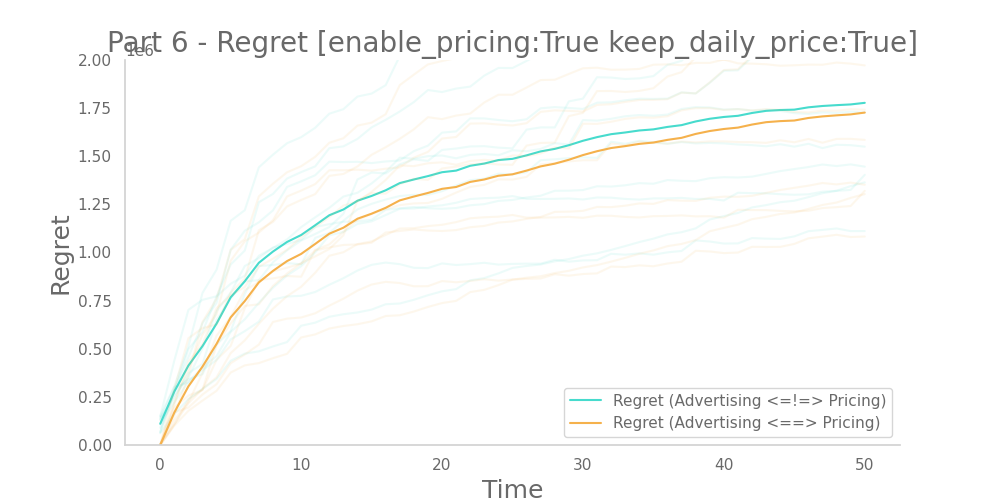 Part 6 - Regret [enable_pricing:True keep_daily_price:True]
1e6
2.00
1.75
1.50
1.25
1.00
0.75
0.50
0.25
0.00
Regret
Regret (Advertising <=!=> Pricing)
Regret (Advertising <==> Pricing)
0 10 20 30 40 50
Time